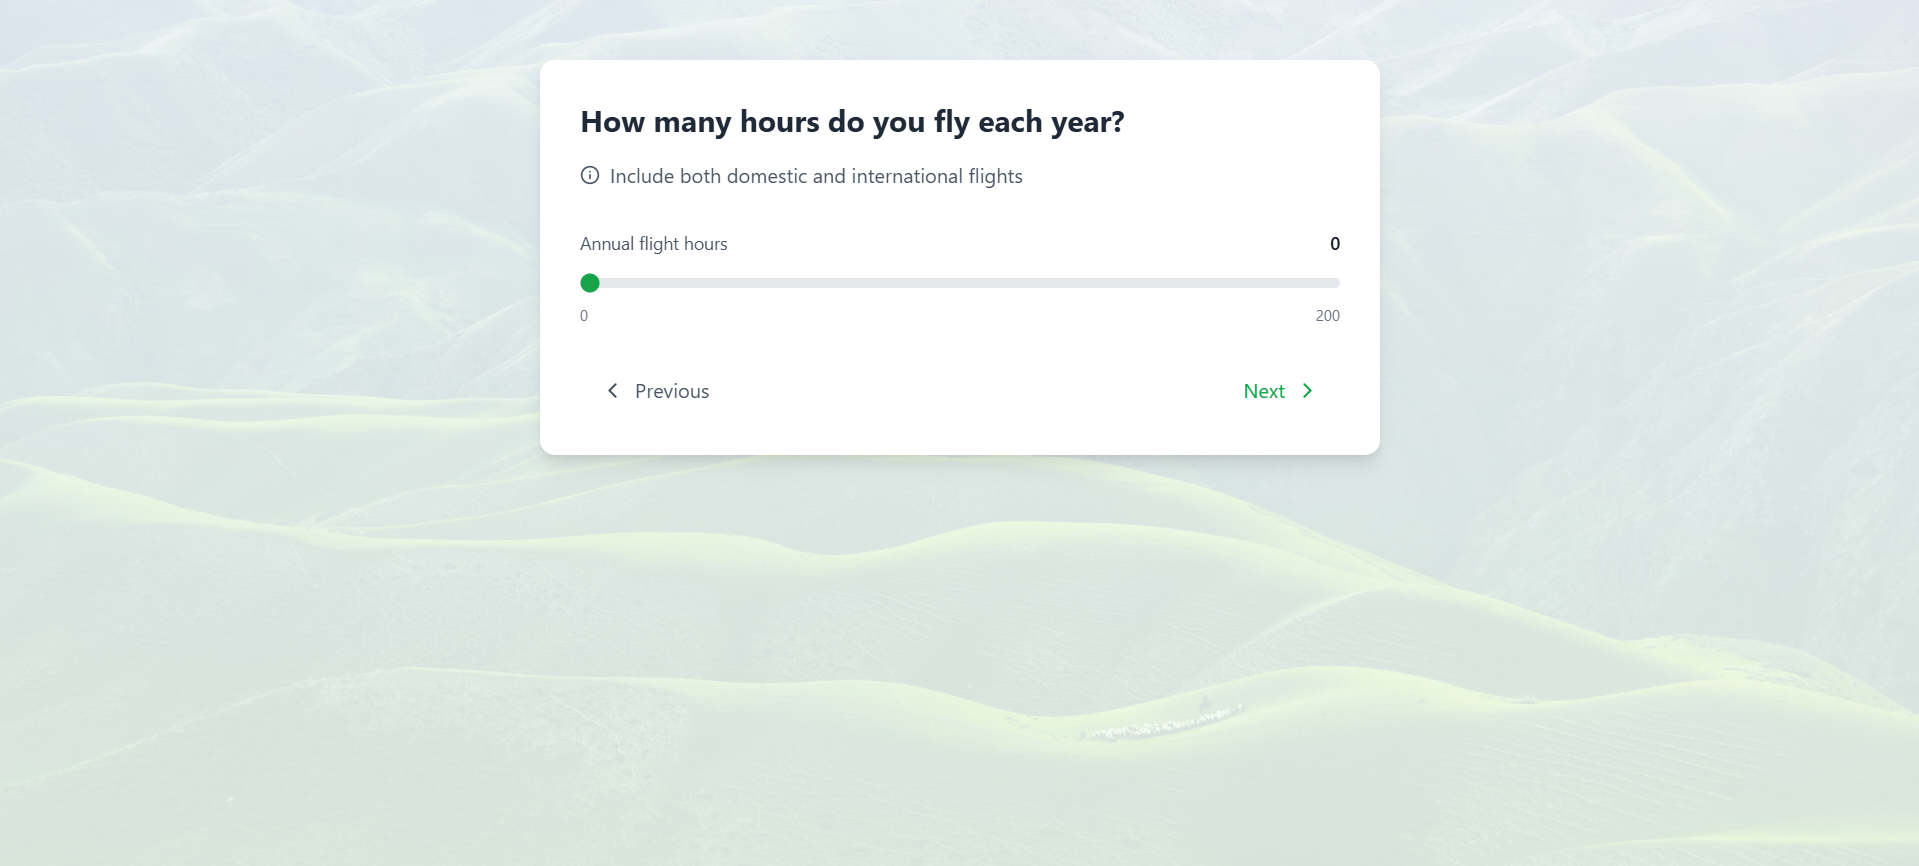 How many hours do you fly each year?
Include both domestic and international flights
Annual flight hours 0
0 200
Previous Next